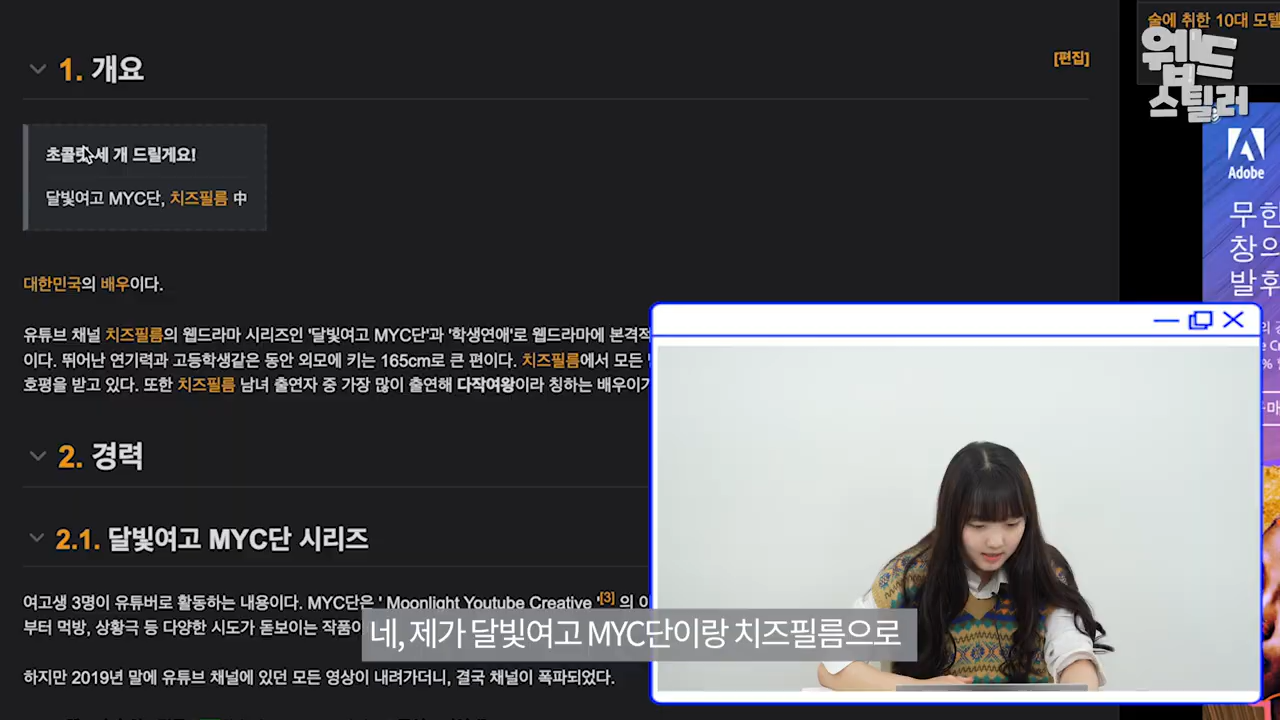 술에 취한 10대 모텔
웹드
스틸러
1. 개요
[편집]
초콜릿 세 개 드릴게요!
달빛여고 MYC단, 치즈필름 中
Adobe
무한
창의
발휘
대한민국의 배우이다.
유튜브 채널 치즈필름의 웹드라마 시리즈인 '달빛여고 MYC단'과 '학생연애'로 웹드라마에 본격적
이다. 뛰어난 연기력과 고등학생같은 동안 외모에 키는 165cm로 큰 편이다. 치즈필름에서 모든
호평을 받고 있다. 또한 치즈필름 남녀 출연자 중 가장 많이 출연해 다작여왕이라 칭하는 배우이기
2. 경력
2.1. 달빛여고 MYC단 시리즈
여고생 3명이 유튜버로 활동하는 내용이다. MYC단은 ' Moonlight Youtube Creative '[3] 의 이
부터 먹방, 상황극 등 다양한 시도가 돋보이는 작품이
네, 제가 달빛여고 MYC단이랑 치즈필름으로
하지만 2019년 말에 유튜브 채널에 있던 모든 영상이 내려가더니, 결국 채널이 폭파되었다.